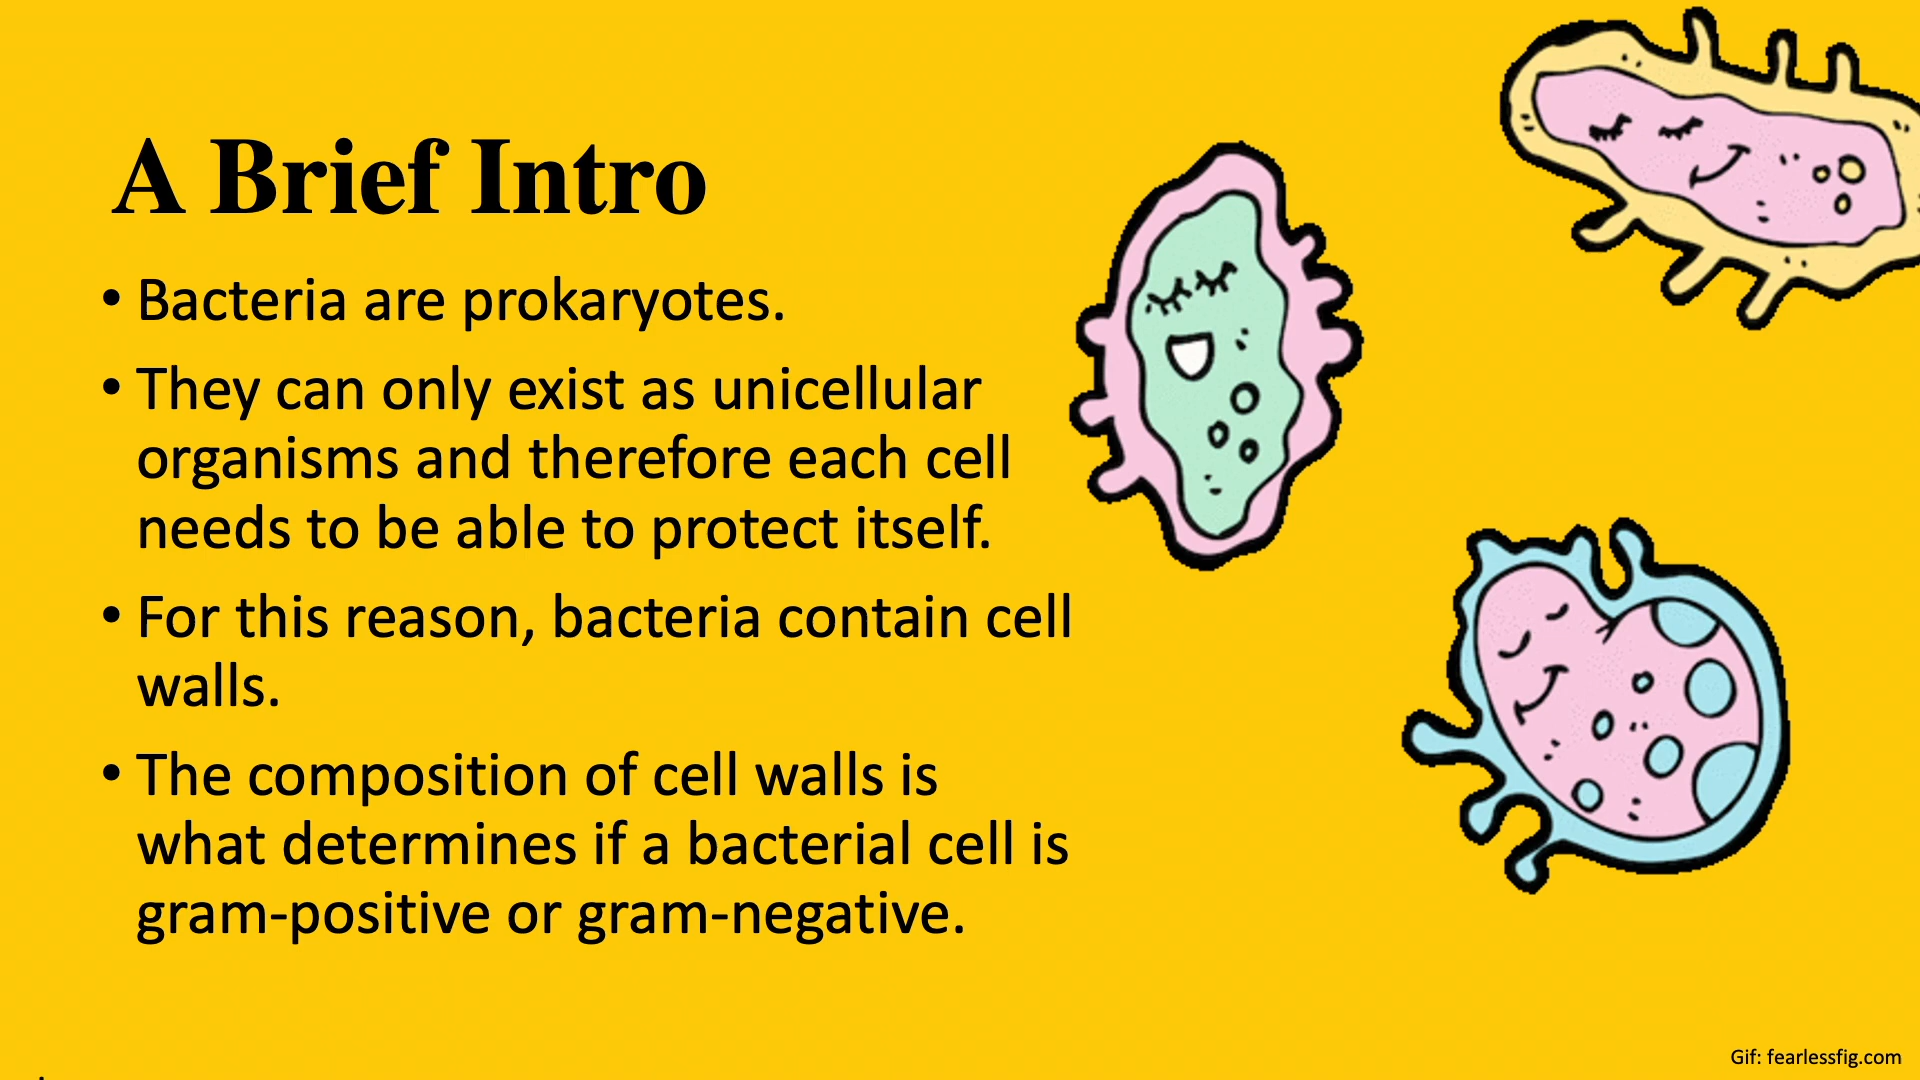 A Brief Intro
• Bacteria are prokaryotes.
• They can only exist as unicellular
organisms and therefore each cell
needs to be able to protect itself.
• For this reason, bacteria contain cell
walls.
• The composition of cell walls is
what determines if a bacterial cell is
gram-positive or gram-negative.
Gif: fearlessfig.com